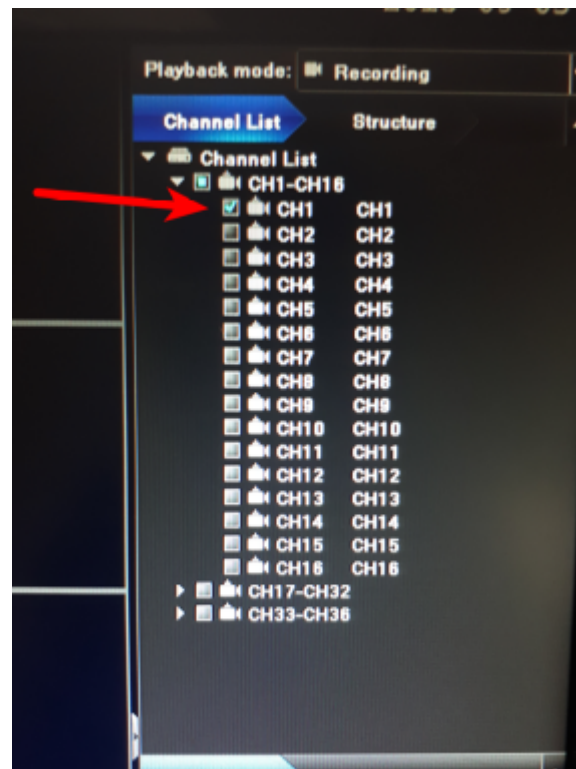 Playback mode: Recording
Channel List Structure
Channel List
CH1-CH16
CH1 CH1
CH2 CH2
CH3 CH3
CH4 CH4
CH5 CH5
CH6 CH6
CH7 CH7
CH8 CH8
CH9 CH9
CH10 CH10
CH11 CH11
CH12 CH12
CH13 CH13
CH14 CH14
CH15 CH15
CH16 CH16
CH17-CH32
CH33-CH36